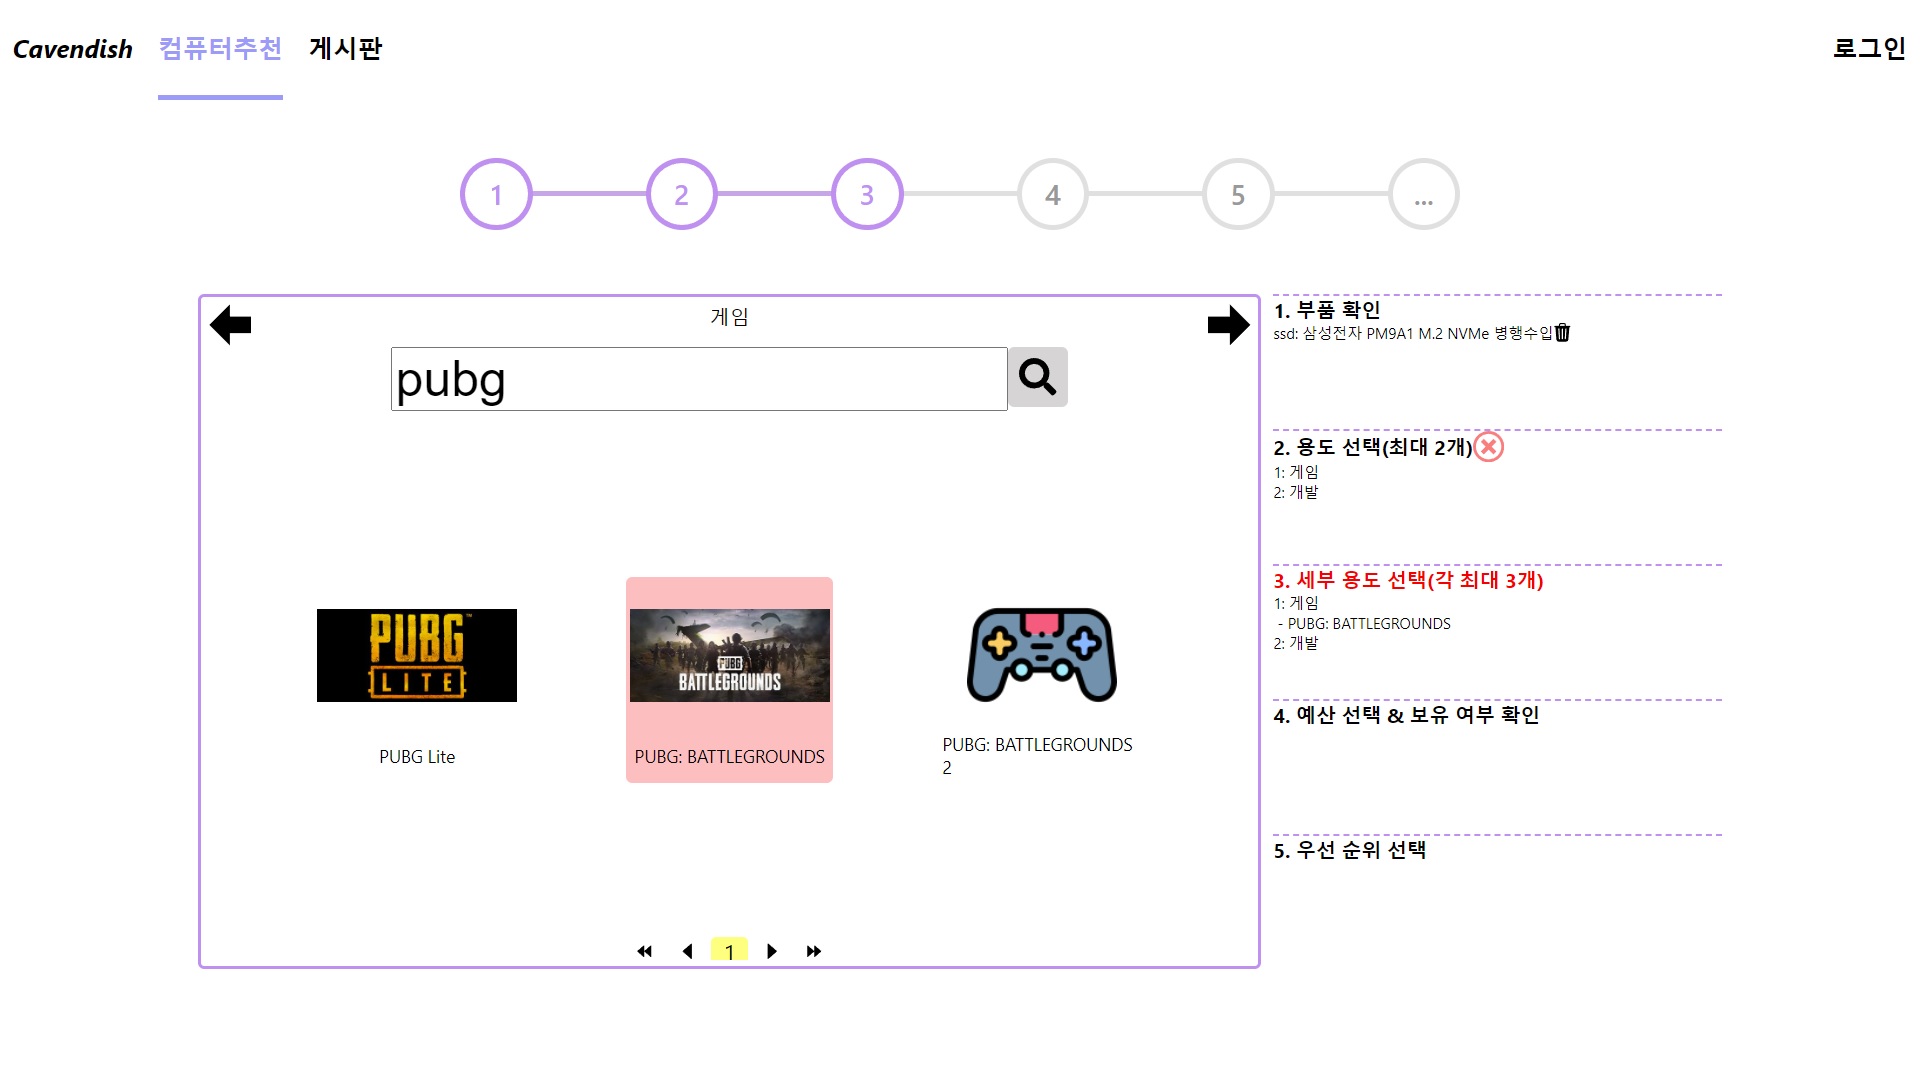 Cavendish 컴퓨터추천 게시판 로그인
1 2 3 4 5 ...
게임
pubg
PUBG LITE
PUBG BATTLEGROUNDS
PUBG Lite
PUBG: BATTLEGROUNDS
PUBG: BATTLEGROUNDS
2
1
1. 부품 확인
ssd: 삼성전자 PM9A1 M.2 NVMe 병행수입
2. 용도 선택(최대 2개)
1: 게임
2: 개발
3. 세부 용도 선택(각 최대 3개)
1: 게임
- PUBG: BATTLEGROUNDS
2: 개발
4. 예산 선택 & 보유 여부 확인
5. 우선 순위 선택